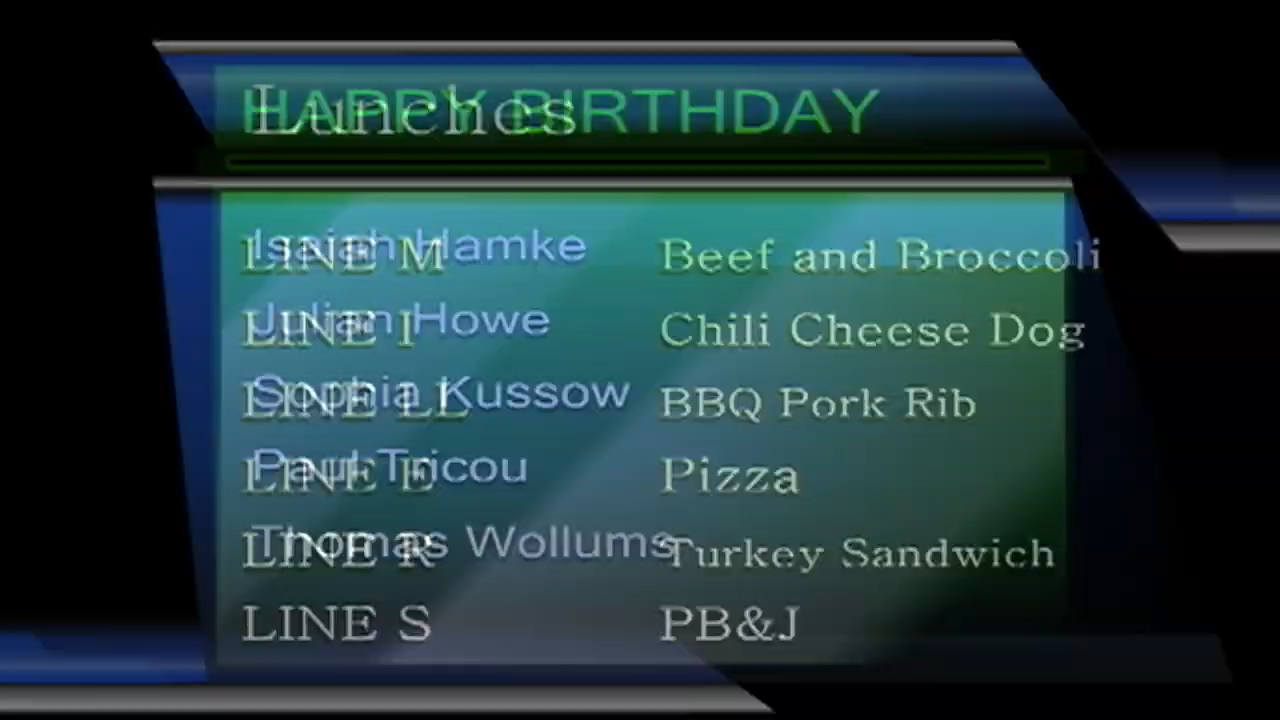 Lunches
HAPPY BIRTHDAY
LINE M Beef and Broccoli
Isaiah Hamke
LINE I Chili Cheese Dog
Julian Howe
LINE LL BBQ Pork Rib
Sophia Kussow
LINE E Pizza
Paul Tricou
LINE R Turkey Sandwich
Thomas Wollums
LINE S PB&J